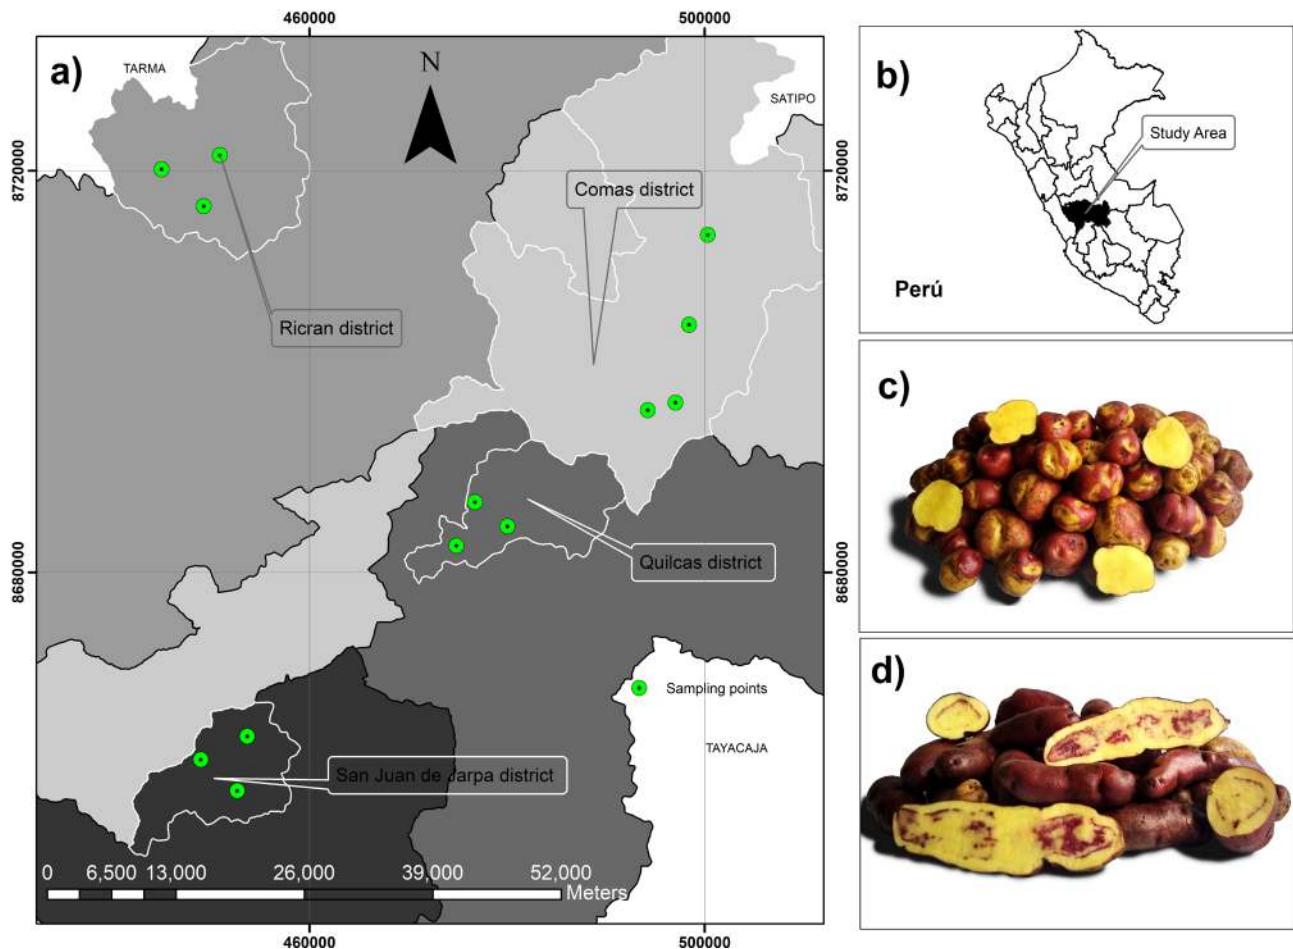 460000
500000
a)
TARMA
N
SATIPO
8720000
8720000
Comas district
Ricran district
Quilcas district
8680000
8680000
Sampling points
TAYACAJA
San Juan de Jarpa district
0
6,500
13,000
26,000
39,000
52,000
Meters
460000
500000
b)
Study Area
Perú
c)
d)